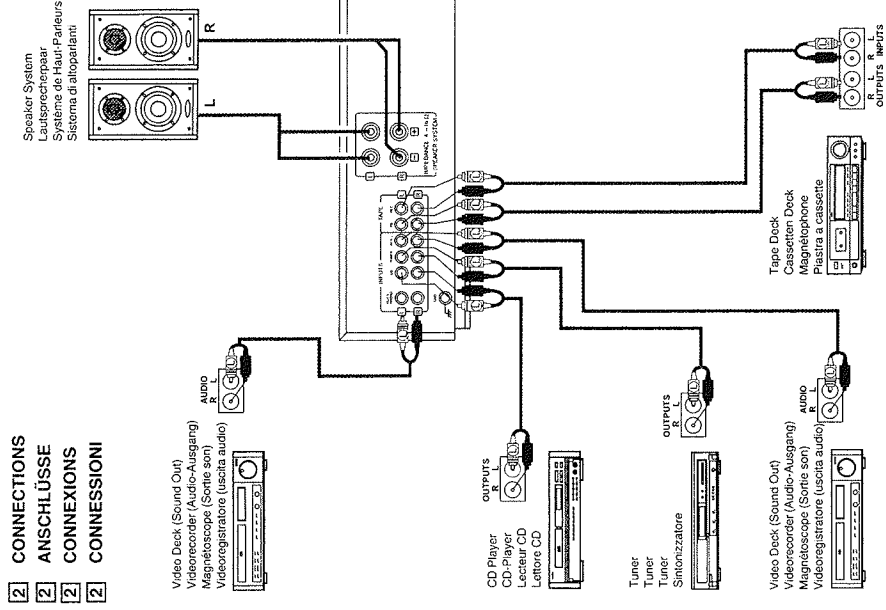 2 CONNECTIONS
2 ANSCHLÜSSE
2 CONNEXIONS
2 CONNESSIONI
Speaker System
Lautsprecherpaar
Système de Haut-Parleurs
Sistema di altoparlanti
L
R
IMPEDANCE
SPEAKER SYSTEM
L
R
- +
INPUTS
TAPE
L
R
L
R
Video Deck (Sound Out)
Videorecorder (Audio-Ausgang)
Magnétoscope (Sortie son)
Videoregistratore (uscita audio)
AUDIO
R L
CD Player
CD-Player
Lecteur CD
Lettore CD
OUTPUTS
R L
Tuner
Tuner
Tuner
Sintonizzatore
OUTPUTS
R L
Video Deck (Sound Out)
Videorecorder (Audio-Ausgang)
Magnétoscope (Sortie son)
Videoregistratore (uscita audio)
AUDIO
R L
Tape Deck
Cassetten Deck
Magnétophone
Piastra a cassette
R L R L
OUTPUTS INPUTS